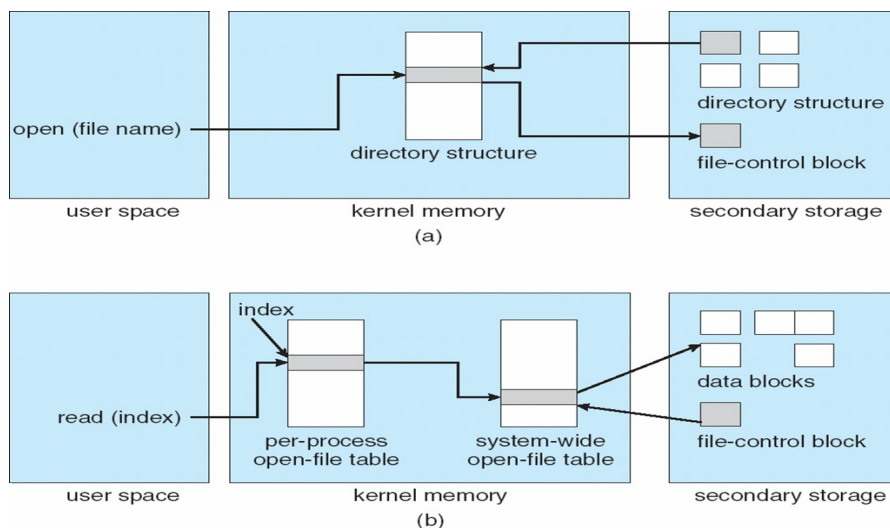 open (file name)
directory structure
directory structure
file-control block
user space
kernel memory
secondary storage
(a)
index
read (index)
per-process
open-file table
system-wide
open-file table
data blocks
file-control block
user space
kernel memory
secondary storage
(b)